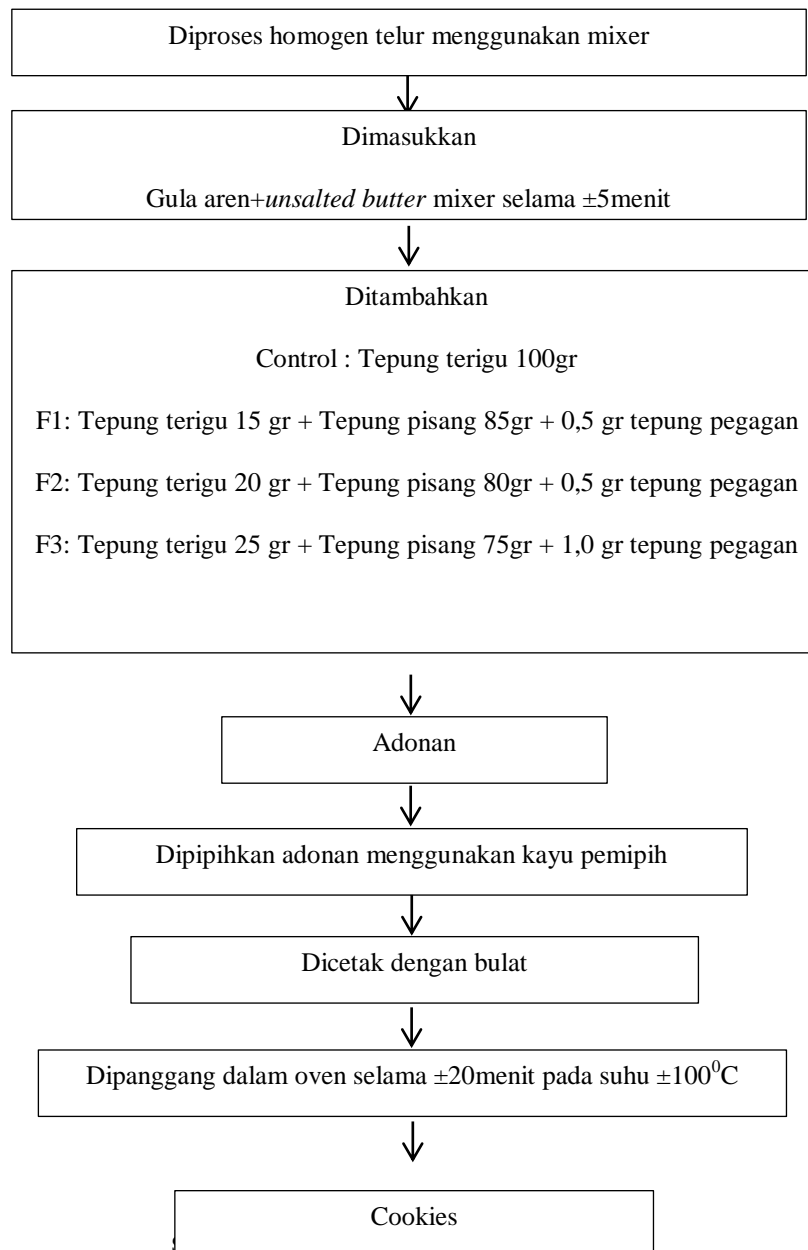 Diproses homogen telur menggunakan mixer
Dimasukkan
Gula aren+unsalted butter mixer selama ±5menit
Ditambahkan
Control : Tepung terigu 100gr
F1: Tepung terigu 15 gr + Tepung pisang 85gr + 0,5 gr tepung pegagan
F2: Tepung terigu 20 gr + Tepung pisang 80gr + 0,5 gr tepung pegagan
F3: Tepung terigu 25 gr + Tepung pisang 75gr + 1,0 gr tepung pegagan
Adonan
Dipipihkan adonan menggunakan kayu pemipih
Dicetak dengan bulat
Dipanggang dalam oven selama ±20menit pada suhu ±100⁰C
Cookies